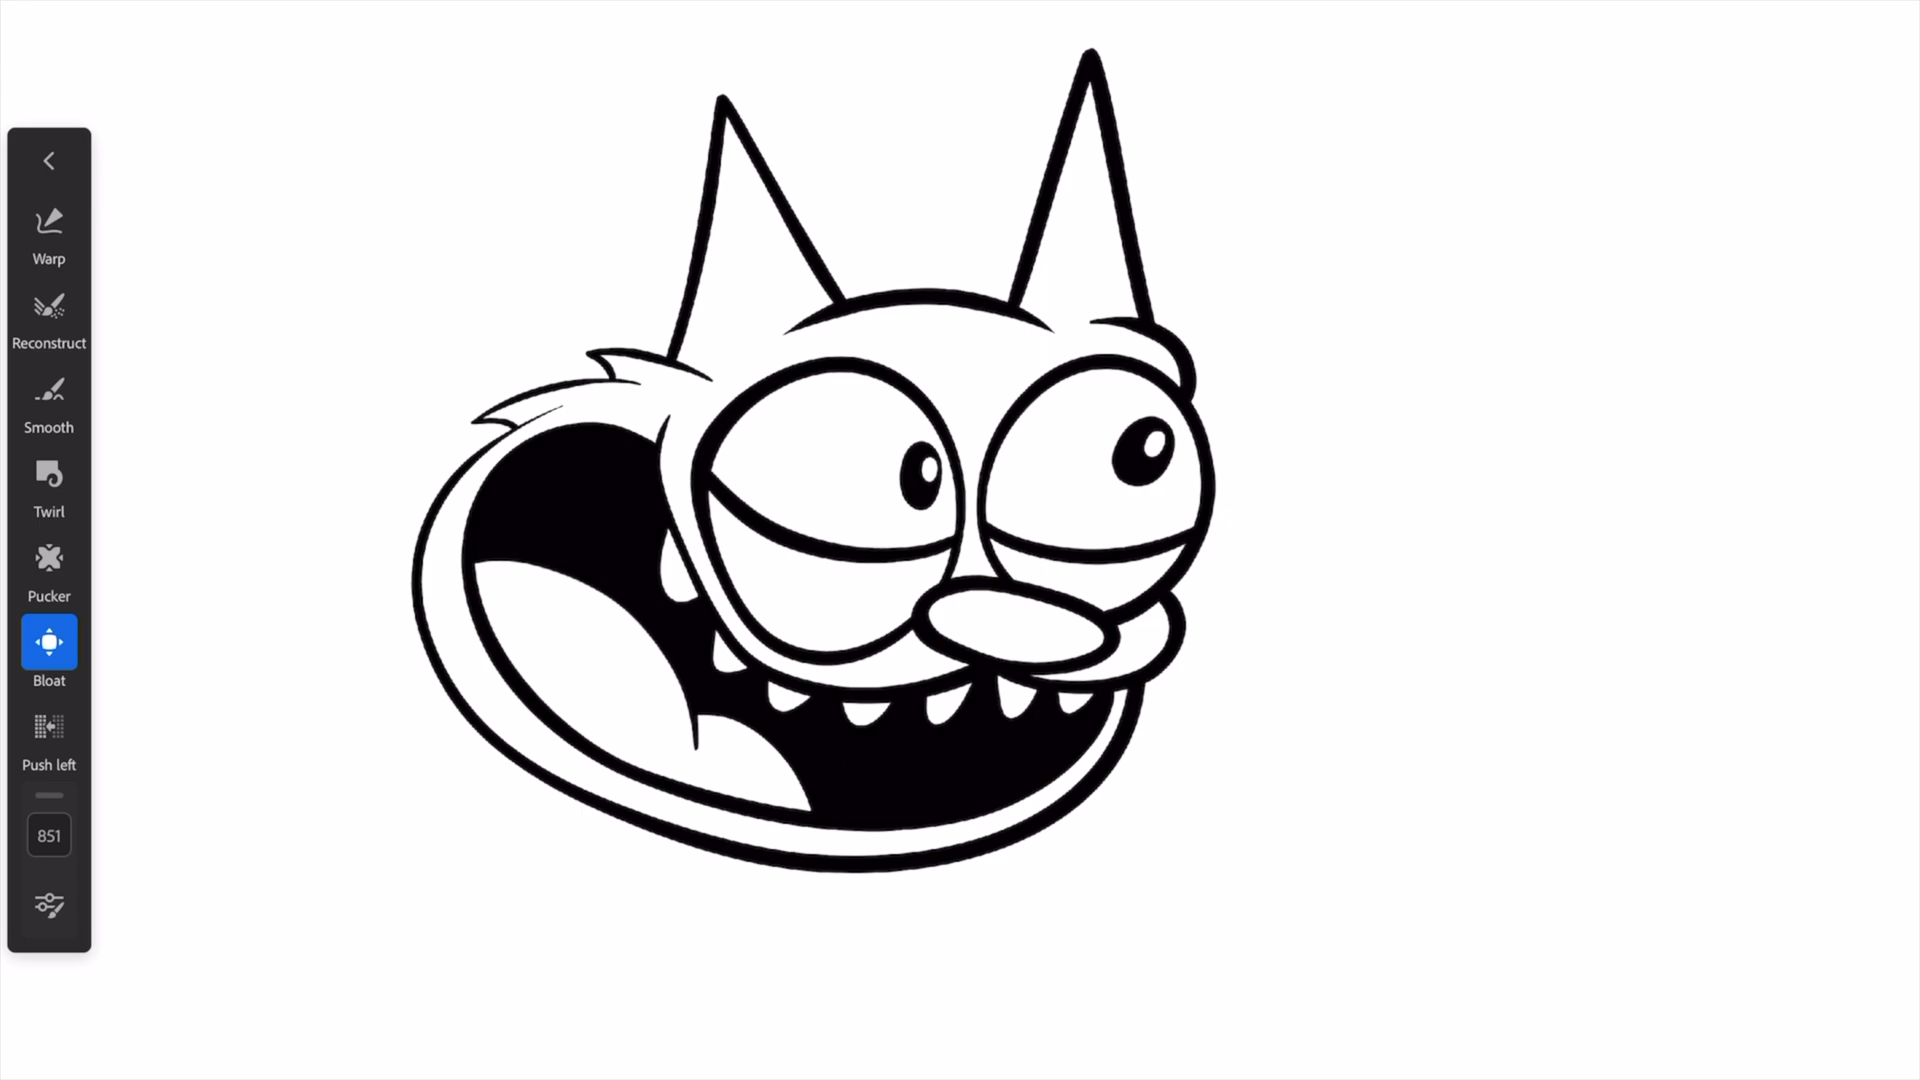 Warp
Reconstruct
Smooth
Twirl
Pucker
Bloat
Push left
851